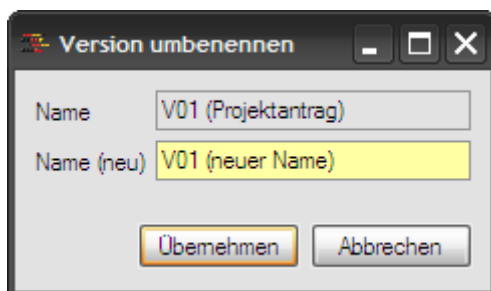 Version umbenennen
Name V01 (Projektantrag)
Name (neu) V01 (neuer Name)
Übernehmen Abbrechen